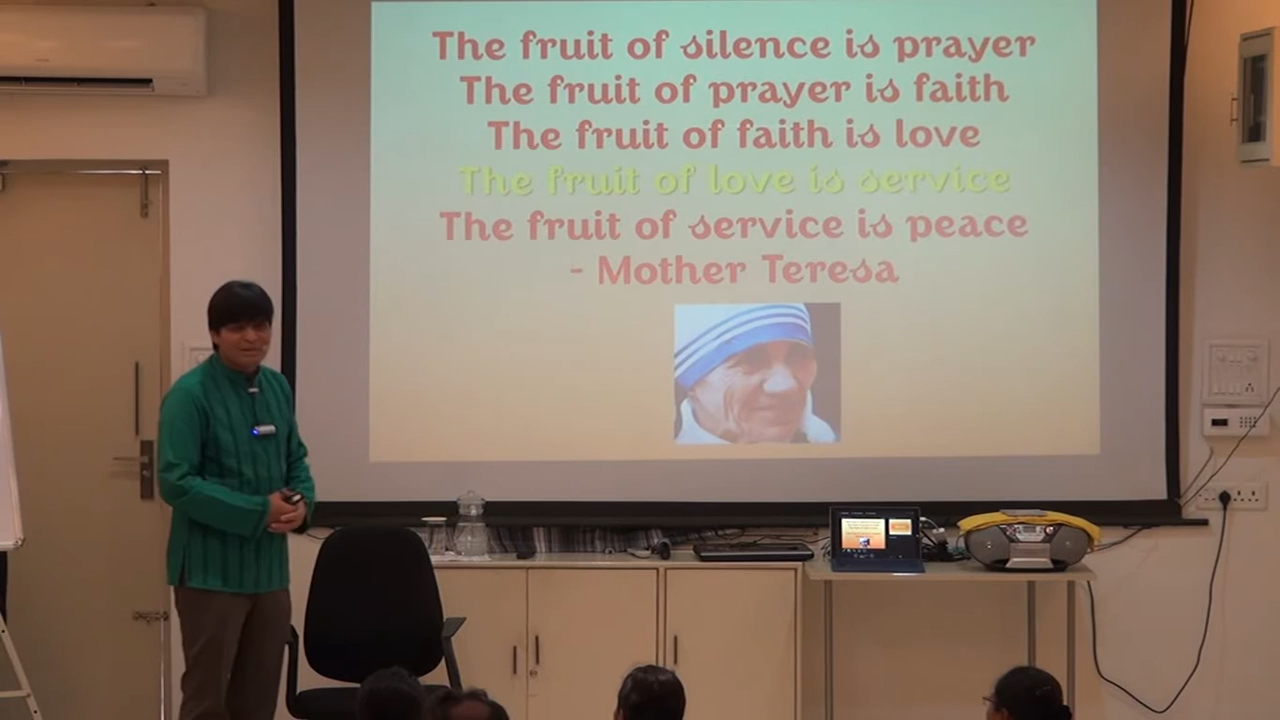 The fruit of silence is prayer
The fruit of prayer is faith
The fruit of faith is love
The fruit of love is service
The fruit of service is peace
- Mother Teresa